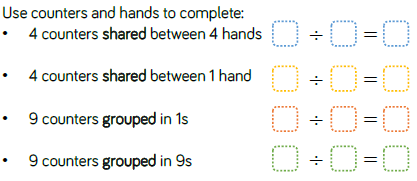 Use counters and hands to complete:
• 4 counters shared between 4 hands ÷ =
• 4 counters shared between 1 hand ÷ =
• 9 counters grouped in 1s ÷ =
• 9 counters grouped in 9s ÷ =